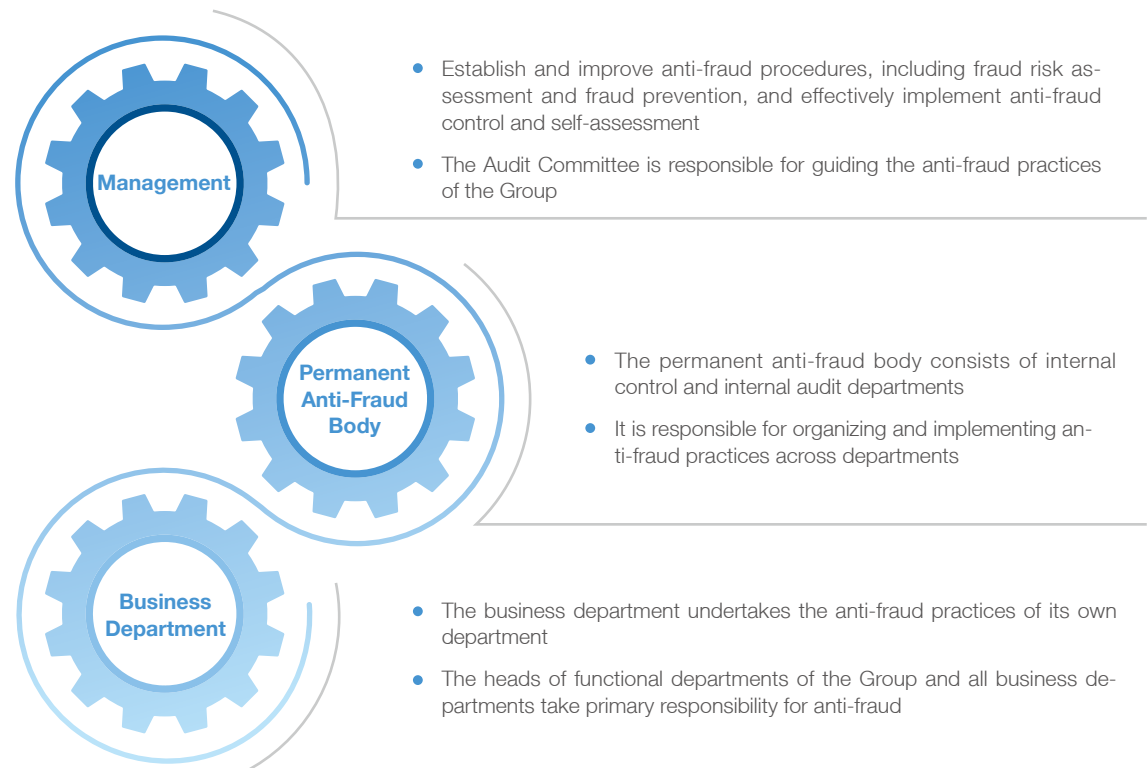 Management
• Establish and improve anti-fraud procedures, including fraud risk as-
sessment and fraud prevention, and effectively implement anti-fraud
control and self-assessment
• The Audit Committee is responsible for guiding the anti-fraud practices
of the Group
Permanent
Anti-Fraud
Body
• The permanent anti-fraud body consists of internal
control and internal audit departments
• It is responsible for organizing and implementing an-
ti-fraud practices across departments
Business
Department
• The business department undertakes the anti-fraud practices of its own
department
• The heads of functional departments of the Group and all business de-
partments take primary responsibility for anti-fraud